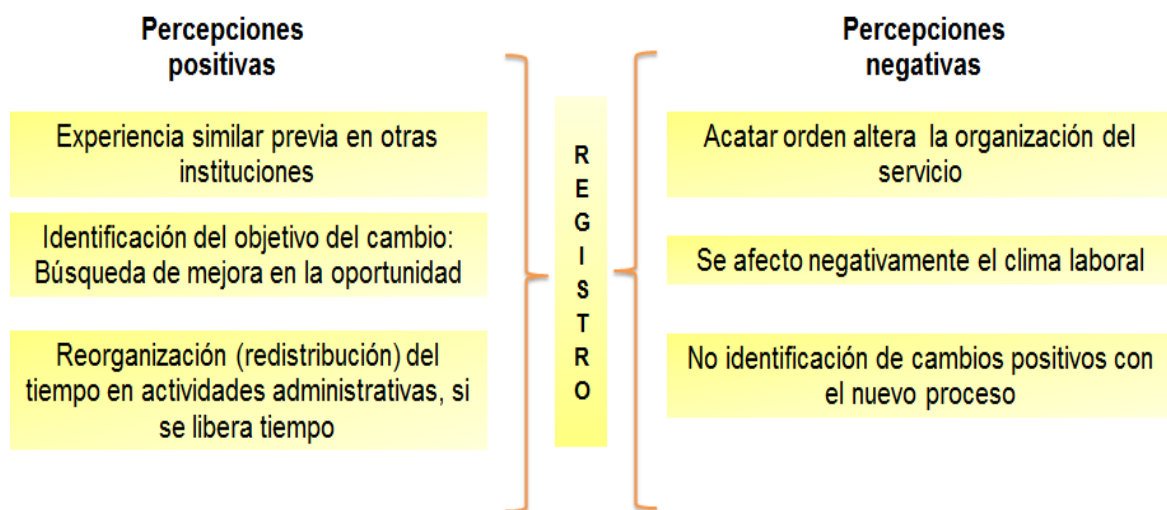 Percepciones
positivas
Experiencia similar previa en otras
instituciones
Identificación del objetivo del cambio:
Búsqueda de mejora en la oportunidad
Reorganización (redistribución) del
tiempo en actividades administrativas, si
se libera tiempo
R
E
G
I
S
T
R
O
Percepciones
negativas
Acatar orden altera la organización del
servicio
Se afecto negativamente el clima laboral
No identificación de cambios positivos con
el nuevo proceso